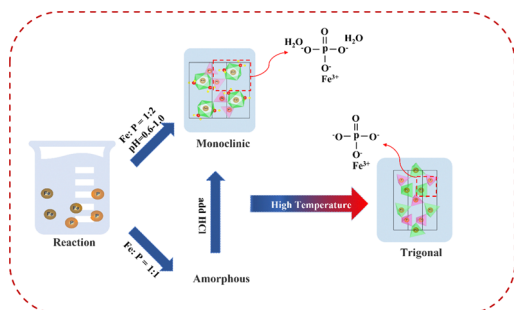 H₂O
H₂O
O
⁻O-P-O⁻
O⁻
Fe³⁺
Monoclinic
Fe: P = 1:2
pH=0.6-1.0
O
⁻O-P-O⁻
O⁻
Fe³⁺
add HCl
High Temperature
Reaction
Fe: P = 1:1
Amorphous
Trigonal